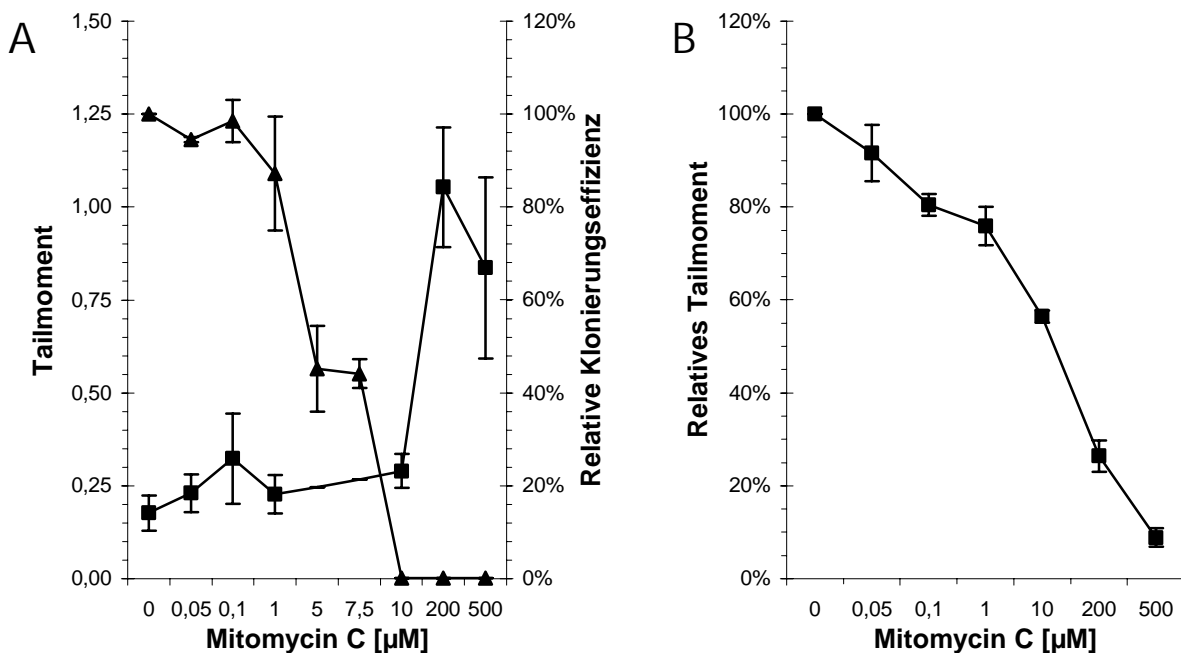 A
Tailmoment
1,50
1,25
1,00
0,75
0,50
0,25
0,00
120%
100%
80%
60%
40%
20%
0%
Relative Klonierungseffizienz
0 0,05 0,1 1 5 7,5 10 200 500
Mitomycin C [µM]
B
Relatives Tailmoment
120%
100%
80%
60%
40%
20%
0%
0 0,05 0,1 1 10 200 500
Mitomycin C [µM]